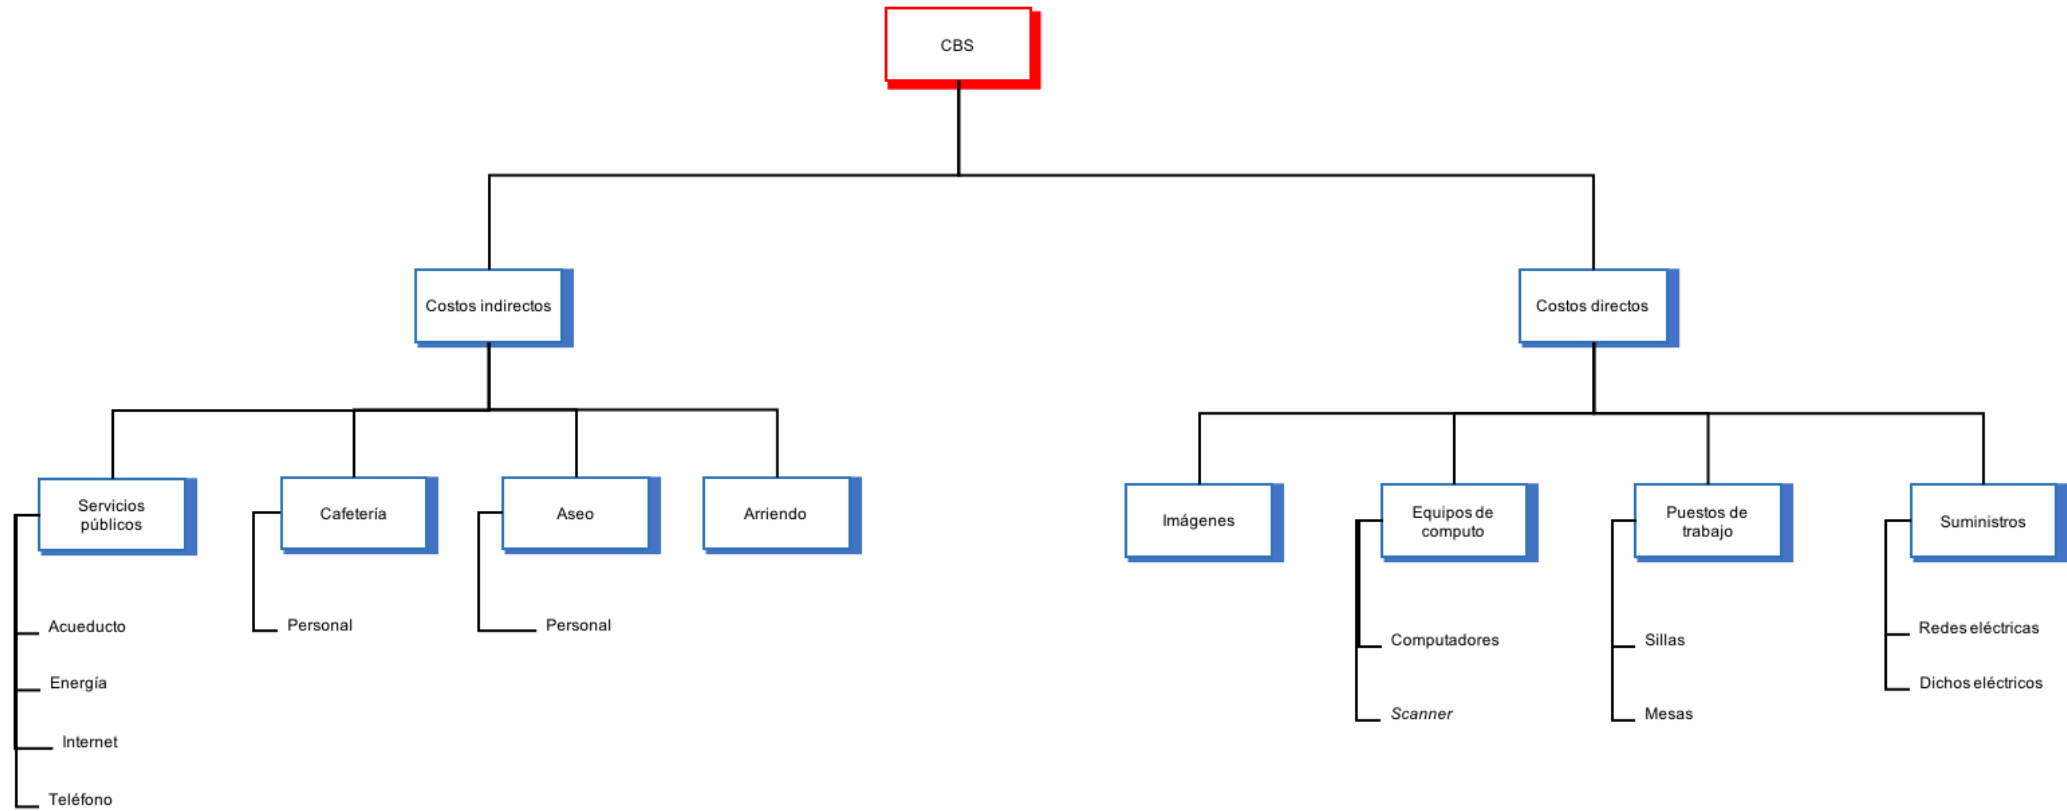 CBS
Costos indirectos
Costos directos
Servicios
públicos
Cafetería
Aseo
Arriendo
Imágenes
Equipos de
computo
Puestos de
trabajo
Suministros
Acueducto
Energía
Internet
Teléfono
Personal
Personal
Computadores
Scanner
Sillas
Mesas
Redes eléctricas
Dichos eléctricos